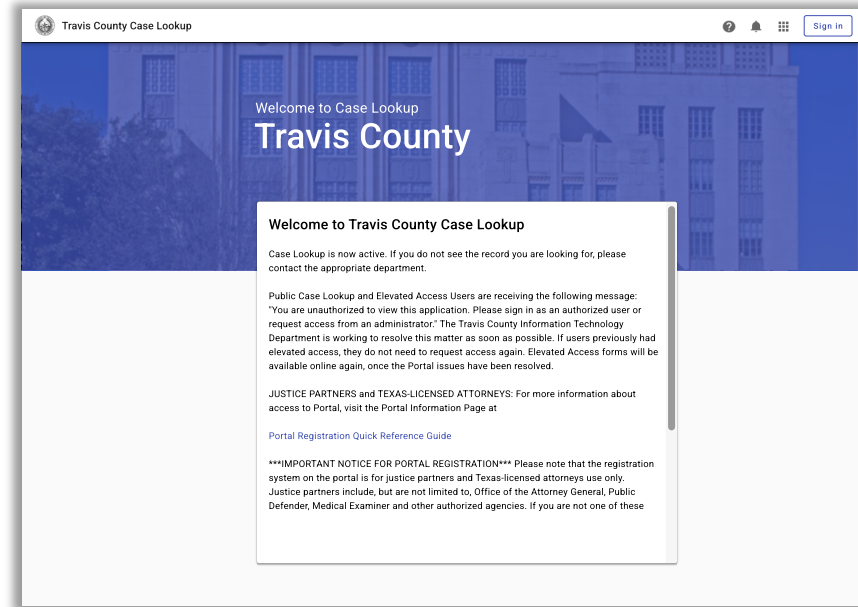 Travis County Case Lookup
Sign in
Welcome to Case Lookup
Travis County
Welcome to Travis County Case Lookup
Case Lookup is now active. If you do not see the record you are looking for, please
contact the appropriate department.
Public Case Lookup and Elevated Access Users are receiving the following message:
"You are unauthorized to view this application. Please sign in as an authorized user or
request access from an administrator." The Travis County Information Technology
Department is working to resolve this matter as soon as possible. If users previously had
elevated access, they do not need to request access again. Elevated Access forms will be
available online again, once the Portal issues have been resolved.
JUSTICE PARTNERS and TEXAS-LICENSED ATTORNEYS: For more information about
access to Portal, visit the Portal Information Page at
Portal Registration Quick Reference Guide
***IMPORTANT NOTICE FOR PORTAL REGISTRATION*** Please note that the registration
system on the portal is for justice partners and Texas-licensed attorneys use only.
Justice partners include, but are not limited to, Office of the Attorney General, Public
Defender, Medical Examiner and other authorized agencies. If you are not one of these